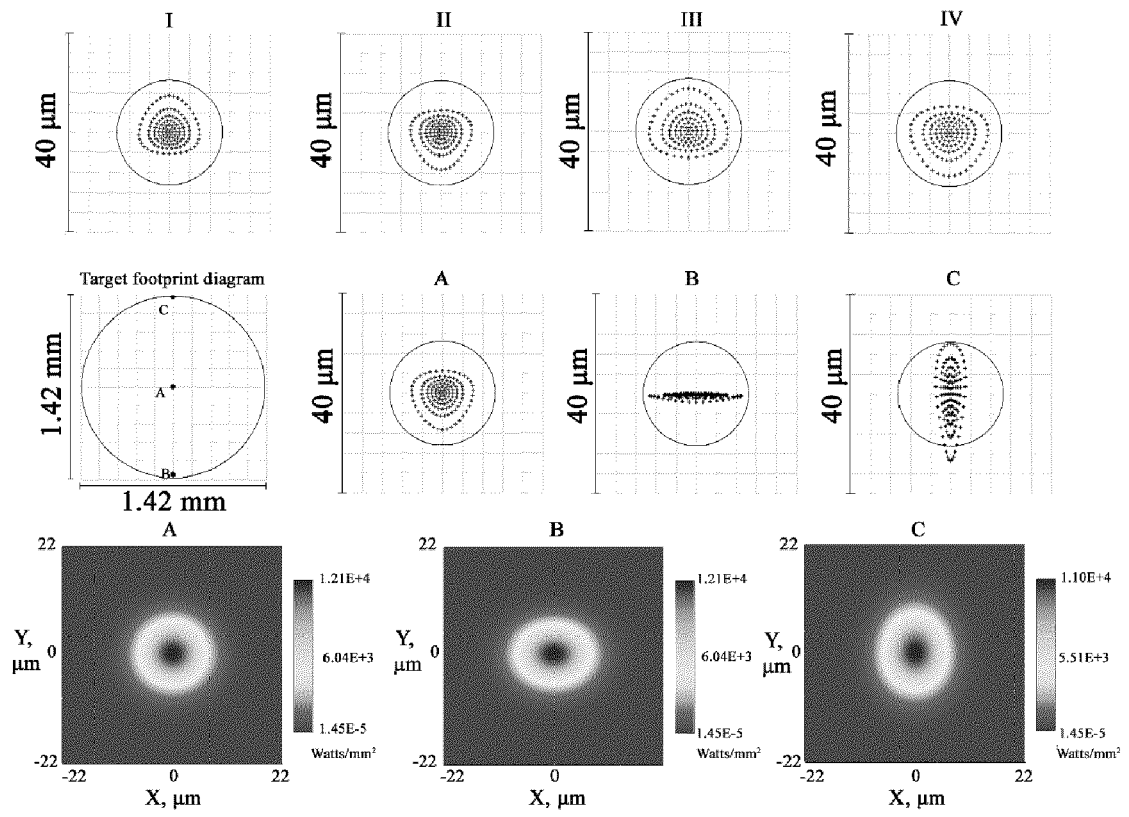 I
II
III
IV
40 μm
40 μm
40 μm
40 μm
Target footprint diagram
A
B
C
C
A
B
1.42 mm
1.42 mm
40 μm
40 μm
40 μm
A
B
C
22
Y,
μm
0
-22
-22
0
22
X, μm
1.21E+4
6.04E+3
1.45E-5
Watts/mm²
22
Y,
μm
0
-22
-22
0
X, μm
1.21E+4
6.04E+3
1.45E-5
Watts/mm²
22
Y,
μm
0
-22
-22
0
22
X, μm
1.10E+4
5.51E+3
1.45E-5
Watts/mm²